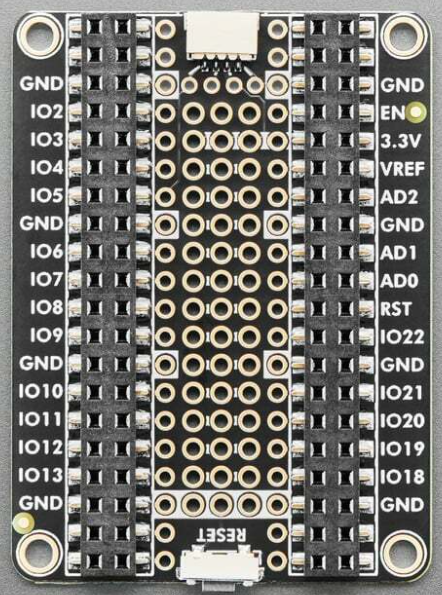 GND GND
IO2 EN
IO3 3.3V
IO4 VREF
IO5 AD2
GND GND
IO6 AD1
IO7 AD0
IO8 RST
IO9 IO22
GND GND
IO10 IO21
IO11 IO20
IO12 IO19
IO13 IO18
GND GND
RESET